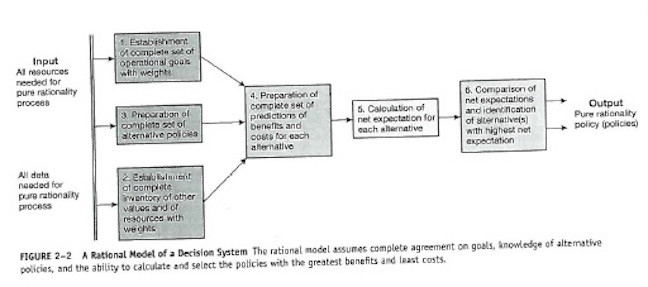 Input
All resources
needed for
pure rationality
process
All data
needed for
pure rationality
process
1. Establishment
of complete set of
operational goals
with weights
3. Preparation of
complete set of
alternative policies
2. Establishment
of complete
inventory of other
values and of
resources with
weights
4. Preparation of
complete set of
predictions of
benefits and
costs for each
alternative
5. Calculation of
net expectation for
each alternative
6. Comparison of
net expectations
and identification
of alternative(s)
with highest net
expectation
Output
Pure rationality
policy (policies)
FIGURE 2–2 A Rational Model of a Decision System The rational model assumes complete agreement on goals, knowledge of alternative
policies, and the ability to calculate and select the policies with the greatest benefits and least costs.